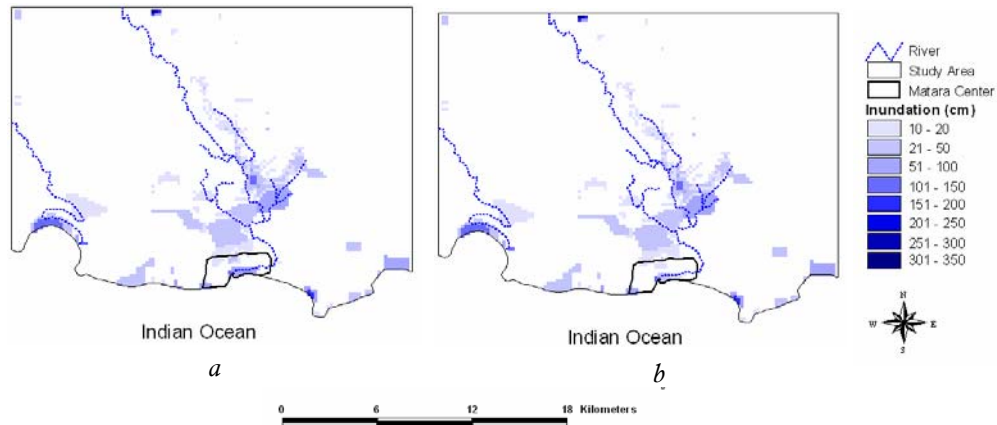 River
Study Area
Matara Center
Inundation (cm)
10 - 20
21 - 50
51 - 100
101 - 150
151 - 200
201 - 250
251 - 300
301 - 350
N
W E
S
Indian Ocean
Indian Ocean
a
b
0 6 12 18 Kilometers